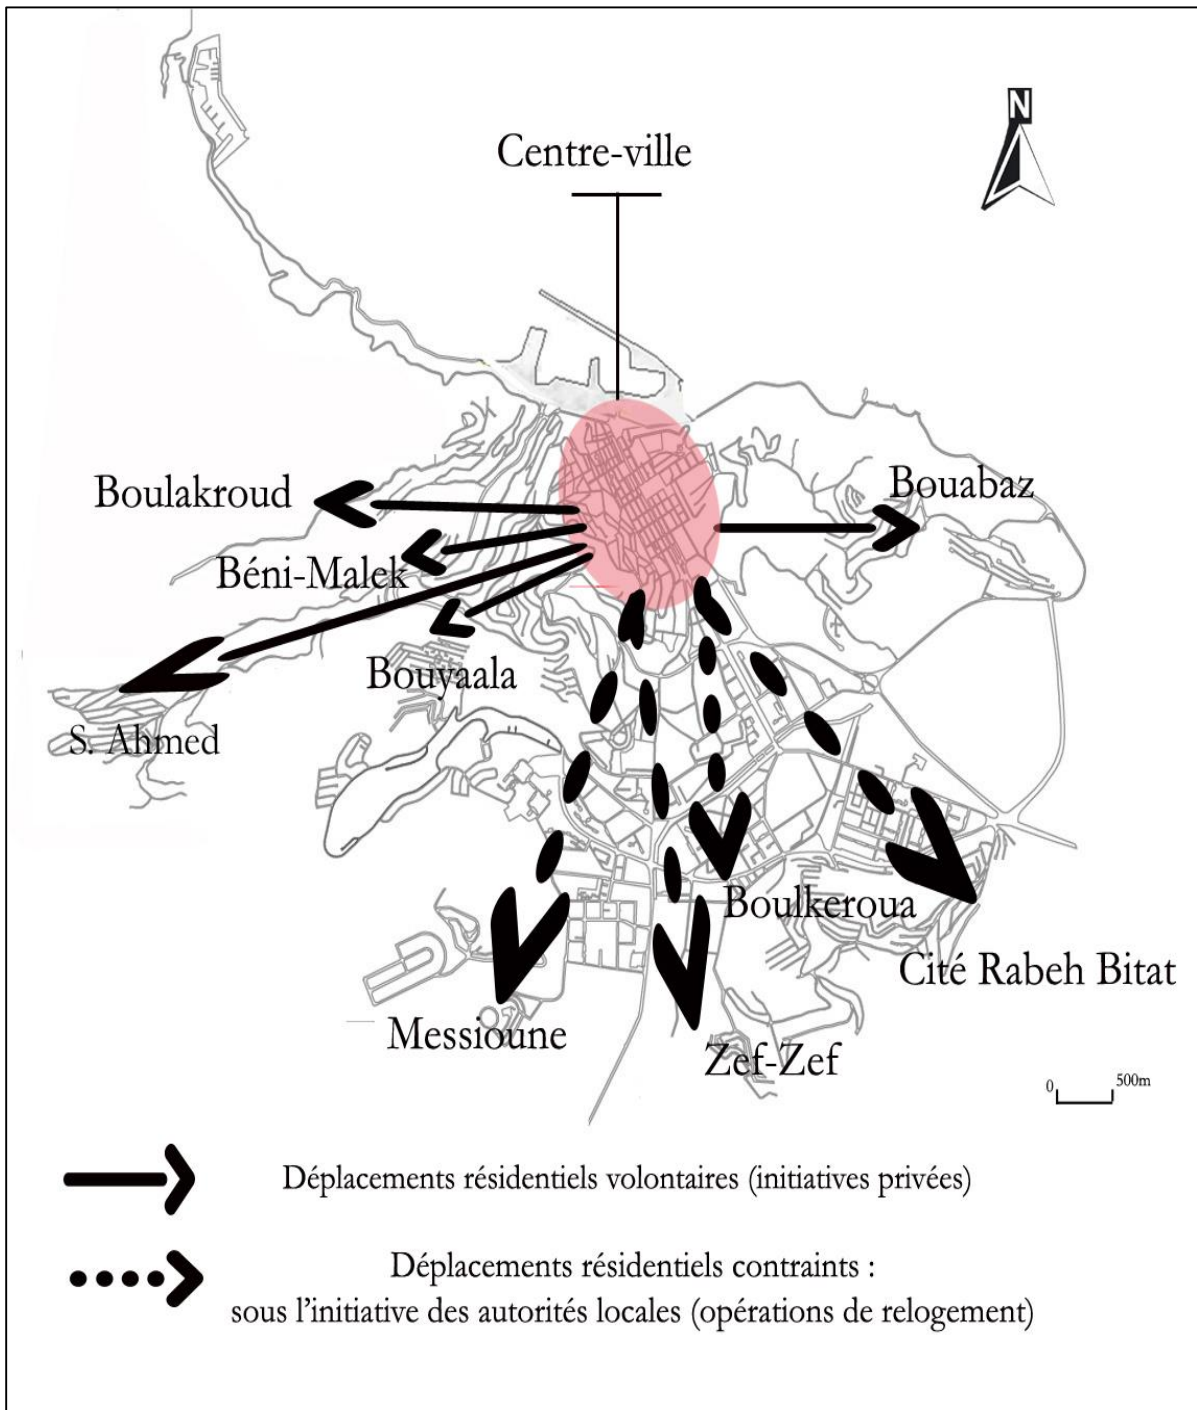 N
Centre-ville
Bouabaz
Boulakroud
Béni-Malek
Bouyaala
S. Ahmed
Boulkeroua
Cité Rabeh Bitat
Messioune
Zef-Zef
0 500m
Déplacements résidentiels volontaires (initiatives privées)
Déplacements résidentiels contraints :
sous l'initiative des autorités locales (opérations de relogement)